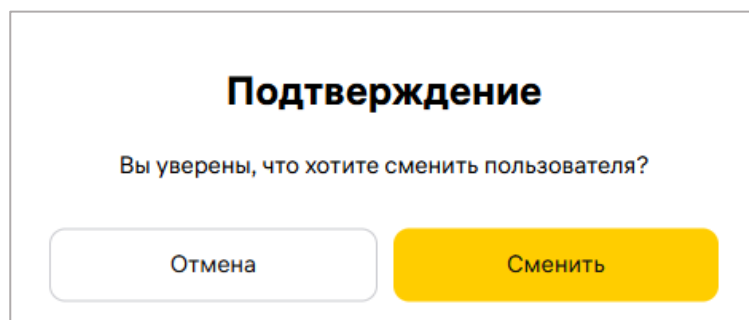 Подтверждение
Вы уверены, что хотите сменить пользователя?
Отмена
Сменить